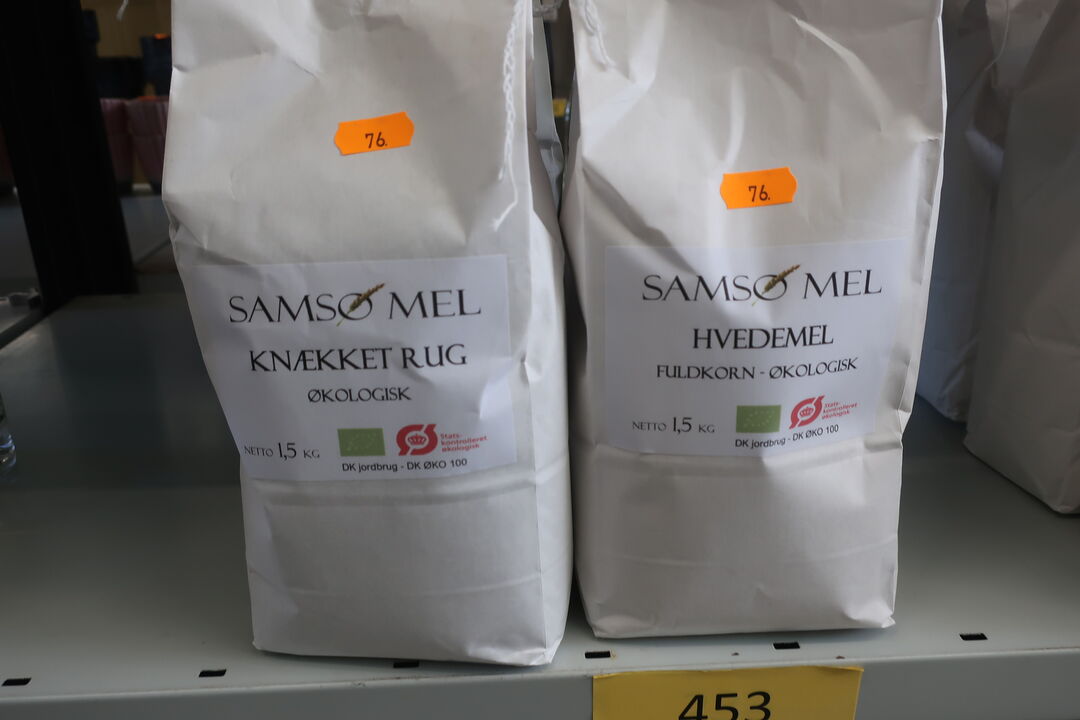 76.
SAMSØ MEL
KNÆKKET RUG
ØKOLOGISK
NETTO 1,5 KG
Stats-
kontrolleret
økologisk
DK jordbrug - DK ØKO 100
76.
SAMSØ MEL
HVEDEMEL
FULDKORN - ØKOLOGISK
NETTO 1,5 KG
Stats-
kontrolleret
økologisk
DK jordbrug - DK ØKO 100
453